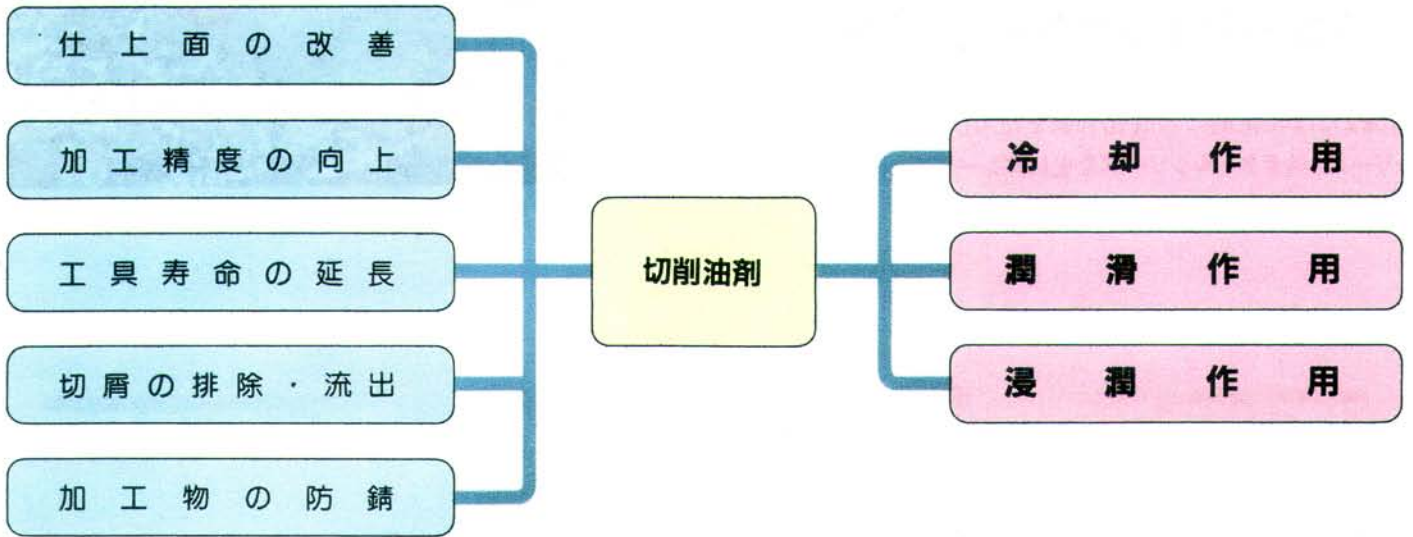 仕上面の改善
加工精度の向上
工具寿命の延長
切屑の排除・流出
加工物の防錆
切削油剤
冷却作用
潤滑作用
浸潤作用